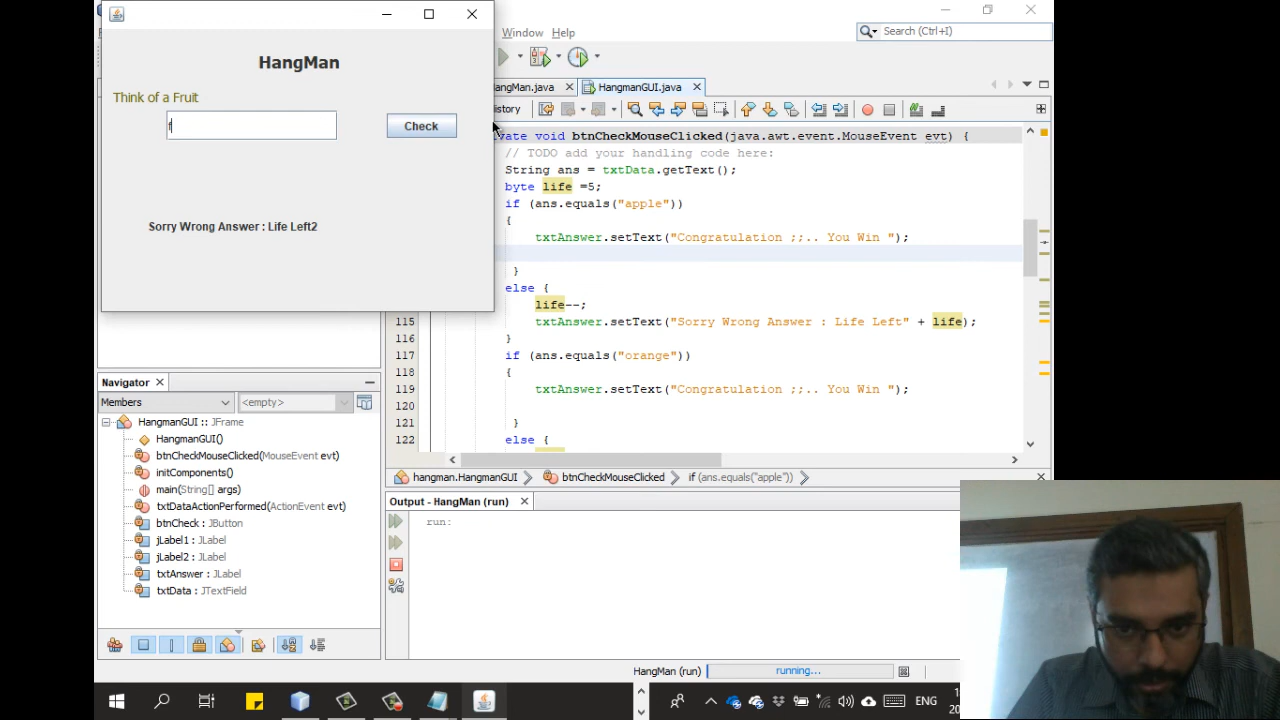 HangMan
Think of a Fruit
f
Check
Sorry Wrong Answer : Life Left2
Window Help
Search (Ctrl+I)
angMan.java
HangmanGUI.java
istory
ivate void btnCheckMouseClicked(java.awt.event.MouseEvent evt) {
// TODO add your handling code here:
String ans = txtData.getText();
byte life =5;
if (ans.equals("apple"))
{
txtAnswer.setText("Congratulation ;;.. You Win ");
}
else {
life--;
115 txtAnswer.setText("Sorry Wrong Answer : Life Left" + life);
116 }
117 if (ans.equals("orange"))
118 {
119 txtAnswer.setText("Congratulation ;;.. You Win ");
120
121 }
122 else {
Navigator
Members
<empty>
HangmanGUI :: JFrame
HangmanGUI()
btnCheckMouseClicked(MouseEvent evt)
initComponents()
main(String[] args)
txtDataActionPerformed(ActionEvent evt)
btnCheck : JButton
jLabel1 : JLabel
jLabel2 : JLabel
txtAnswer : JLabel
txtData : JTextField
hangman.HangmanGUI
btnCheckMouseClicked
if (ans.equals("apple"))
Output - HangMan (run)
run:
HangMan (run)
running...
ENG